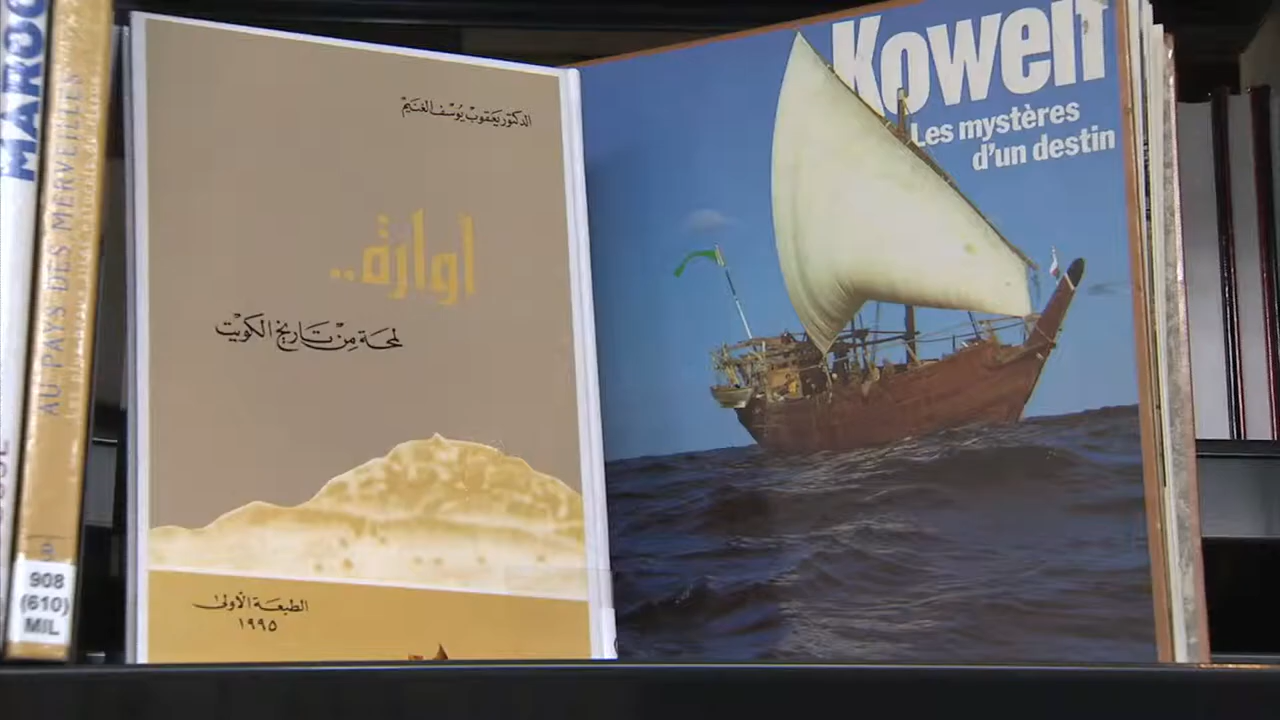 MAROC
AU PAYS DES MERVEILLES
908
(610)
MIL
الدكتور يعقوب يوسف الغنيم
أوارة..
لمحة من تاريخ الكويت
الطبعة الأولى
١٩٩٥
Koweït
Les mystères
d'un destin